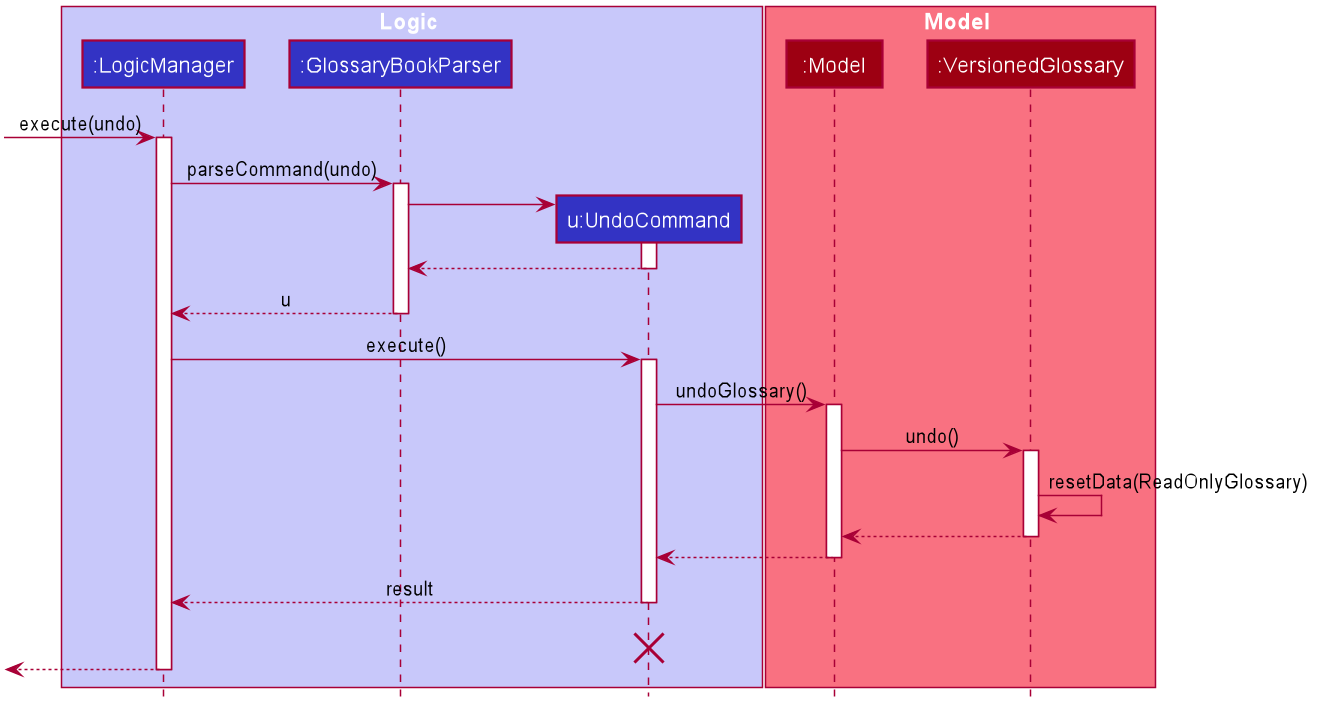 Logic
Model
:LogicManager
:GlossaryBookParser
:Model
:VersionedGlossary
execute(undo)
parseCommand(undo)
u:UndoCommand
u
execute()
undoGlossary()
undo()
resetData(ReadOnlyGlossary)
result